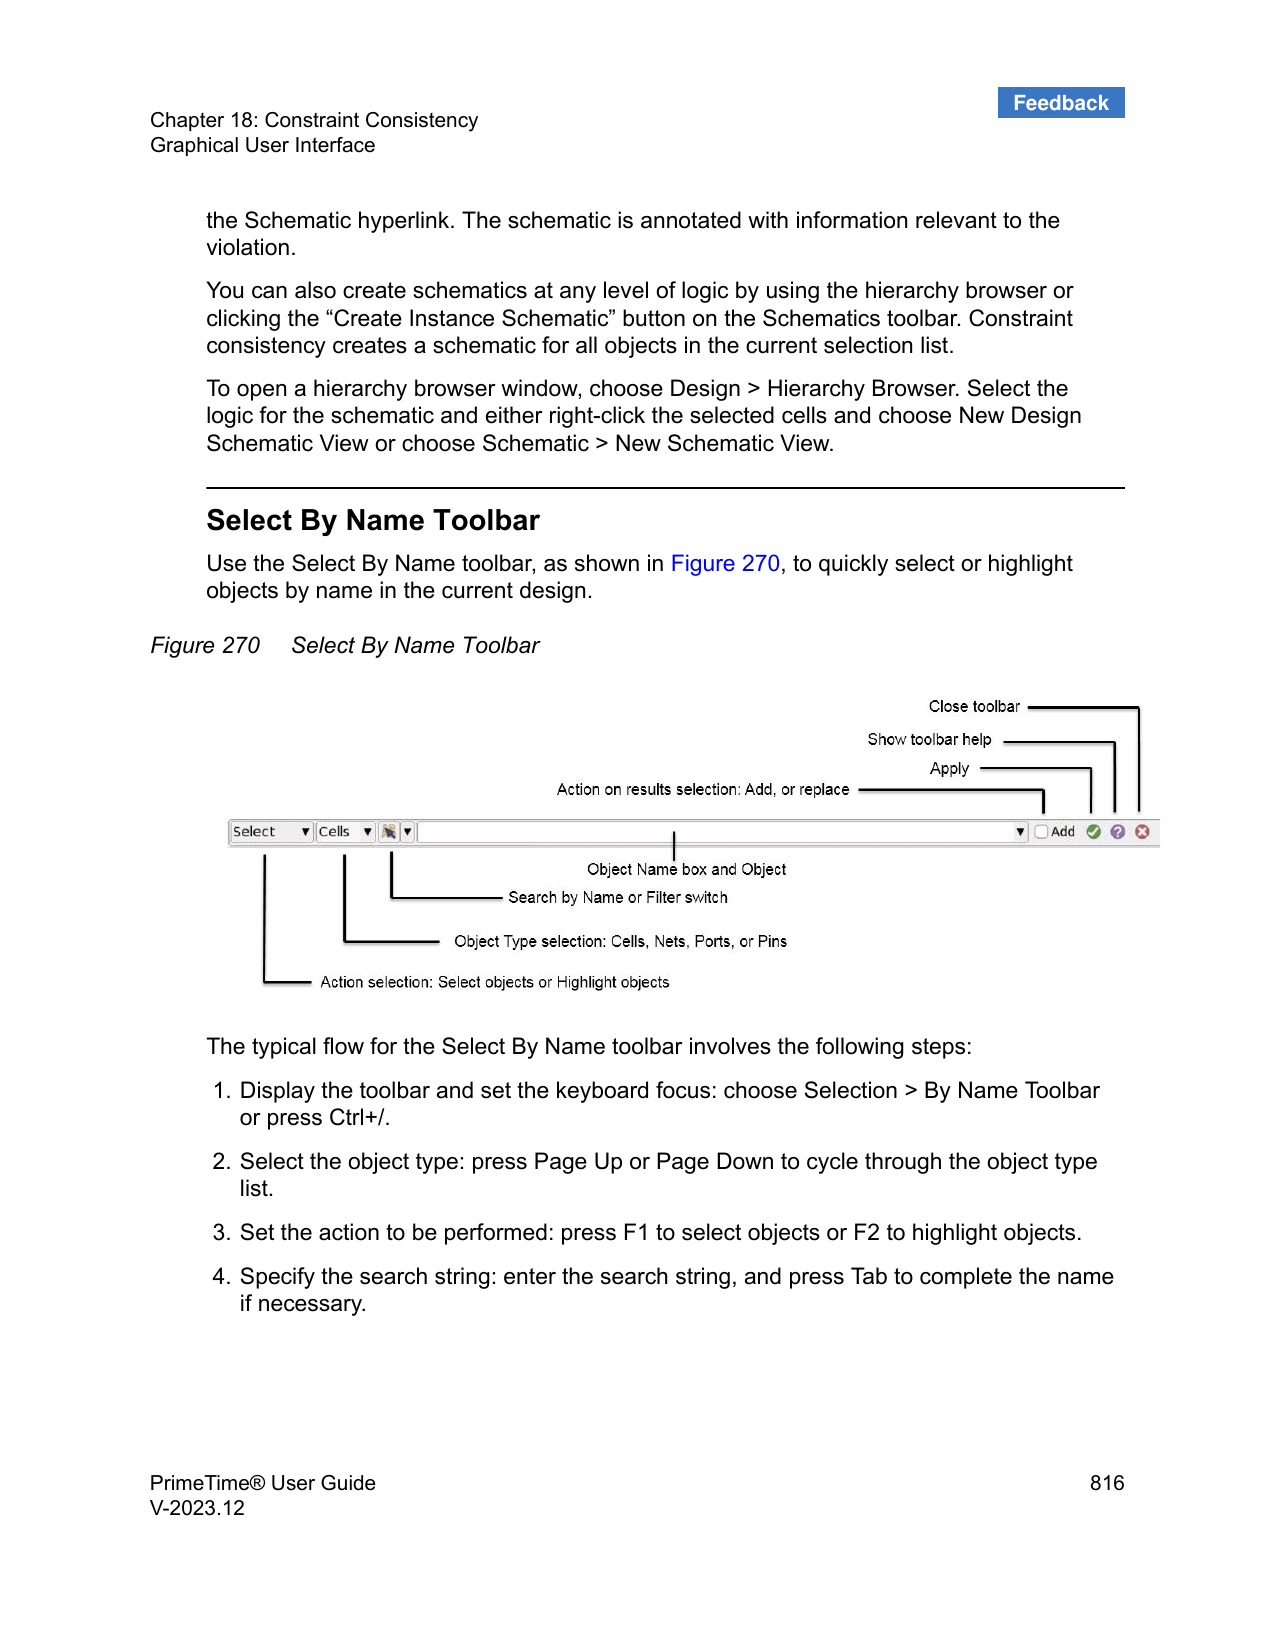 Feedback
Chapter 18: Constraint Consistency
Graphical User Interface
the Schematic hyperlink. The schematic is annotated with information relevant to the
violation.
You can also create schematics at any level of logic by using the hierarchy browser or
clicking the “Create Instance Schematic” button on the Schematics toolbar. Constraint
consistency creates a schematic for all objects in the current selection list.
To open a hierarchy browser window, choose Design > Hierarchy Browser. Select the
logic for the schematic and either right-click the selected cells and choose New Design
Schematic View or choose Schematic > New Schematic View.
Select By Name Toolbar
Use the Select By Name toolbar, as shown in Figure 270, to quickly select or highlight
objects by name in the current design.
Figure 270 Select By Name Toolbar
Close toolbar
Show toolbar help
Apply
Action on results selection: Add, or replace
Select Cells Add
Object Name box and Object
Search by Name or Filter switch
Object Type selection: Cells, Nets, Ports, or Pins
Action selection: Select objects or Highlight objects
The typical flow for the Select By Name toolbar involves the following steps:
1. Display the toolbar and set the keyboard focus: choose Selection > By Name Toolbar
or press Ctrl+/.
2. Select the object type: press Page Up or Page Down to cycle through the object type
list.
3. Set the action to be performed: press F1 to select objects or F2 to highlight objects.
4. Specify the search string: enter the search string, and press Tab to complete the name
if necessary.
PrimeTime® User Guide 816
V-2023.12